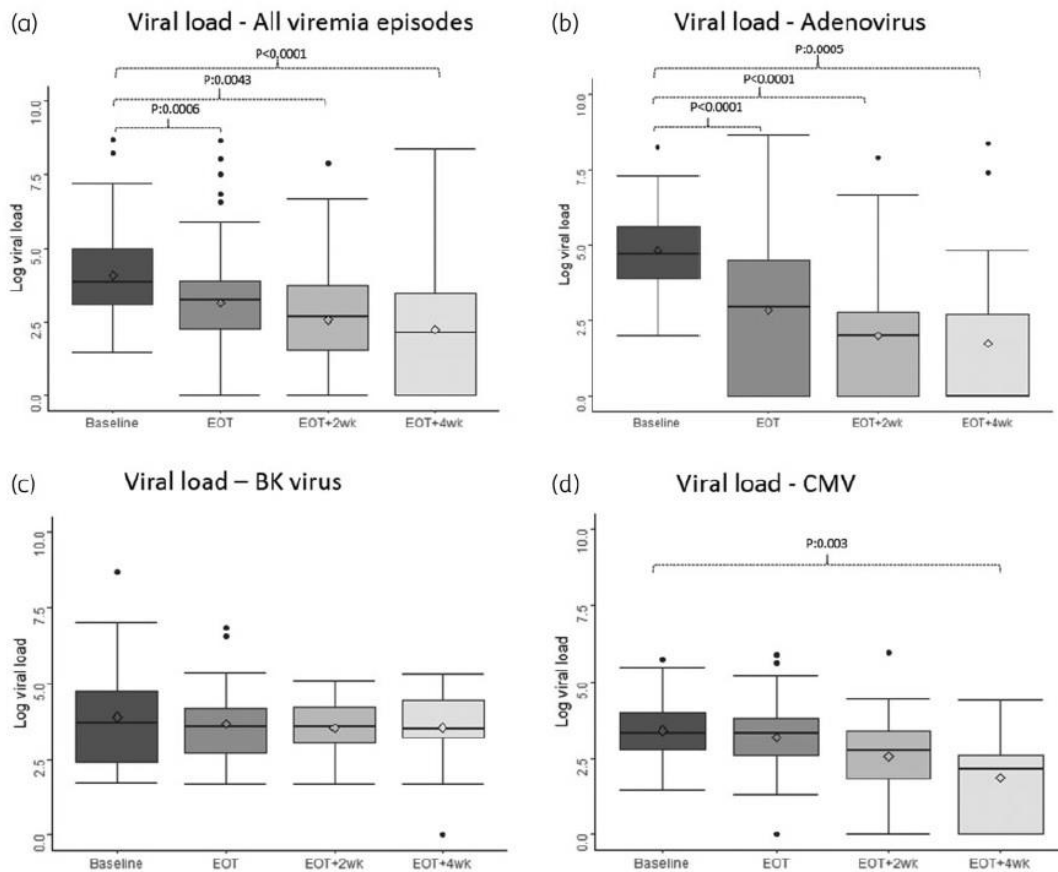 (a) Viral load - All viremia episodes
P<0.0001
P:0.0043
P:0.0006
Log viral load
10.0
7.5
5.0
2.5
0.0
Baseline EOT EOT+2wk EOT+4wk
(b) Viral load - Adenovirus
P:0.0005
P<0.0001
P<0.0001
Log viral load
10.0
7.5
5.0
2.5
0.0
Baseline EOT EOT+2wk EOT+4wk
(c) Viral load – BK virus
Log viral load
10.0
7.5
5.0
2.5
0.0
Baseline EOT EOT+2wk EOT+4wk
(d) Viral load - CMV
P:0.003
Log viral load
10.0
7.5
5.0
2.5
0.0
Baseline EOT EOT+2wk EOT+4wk